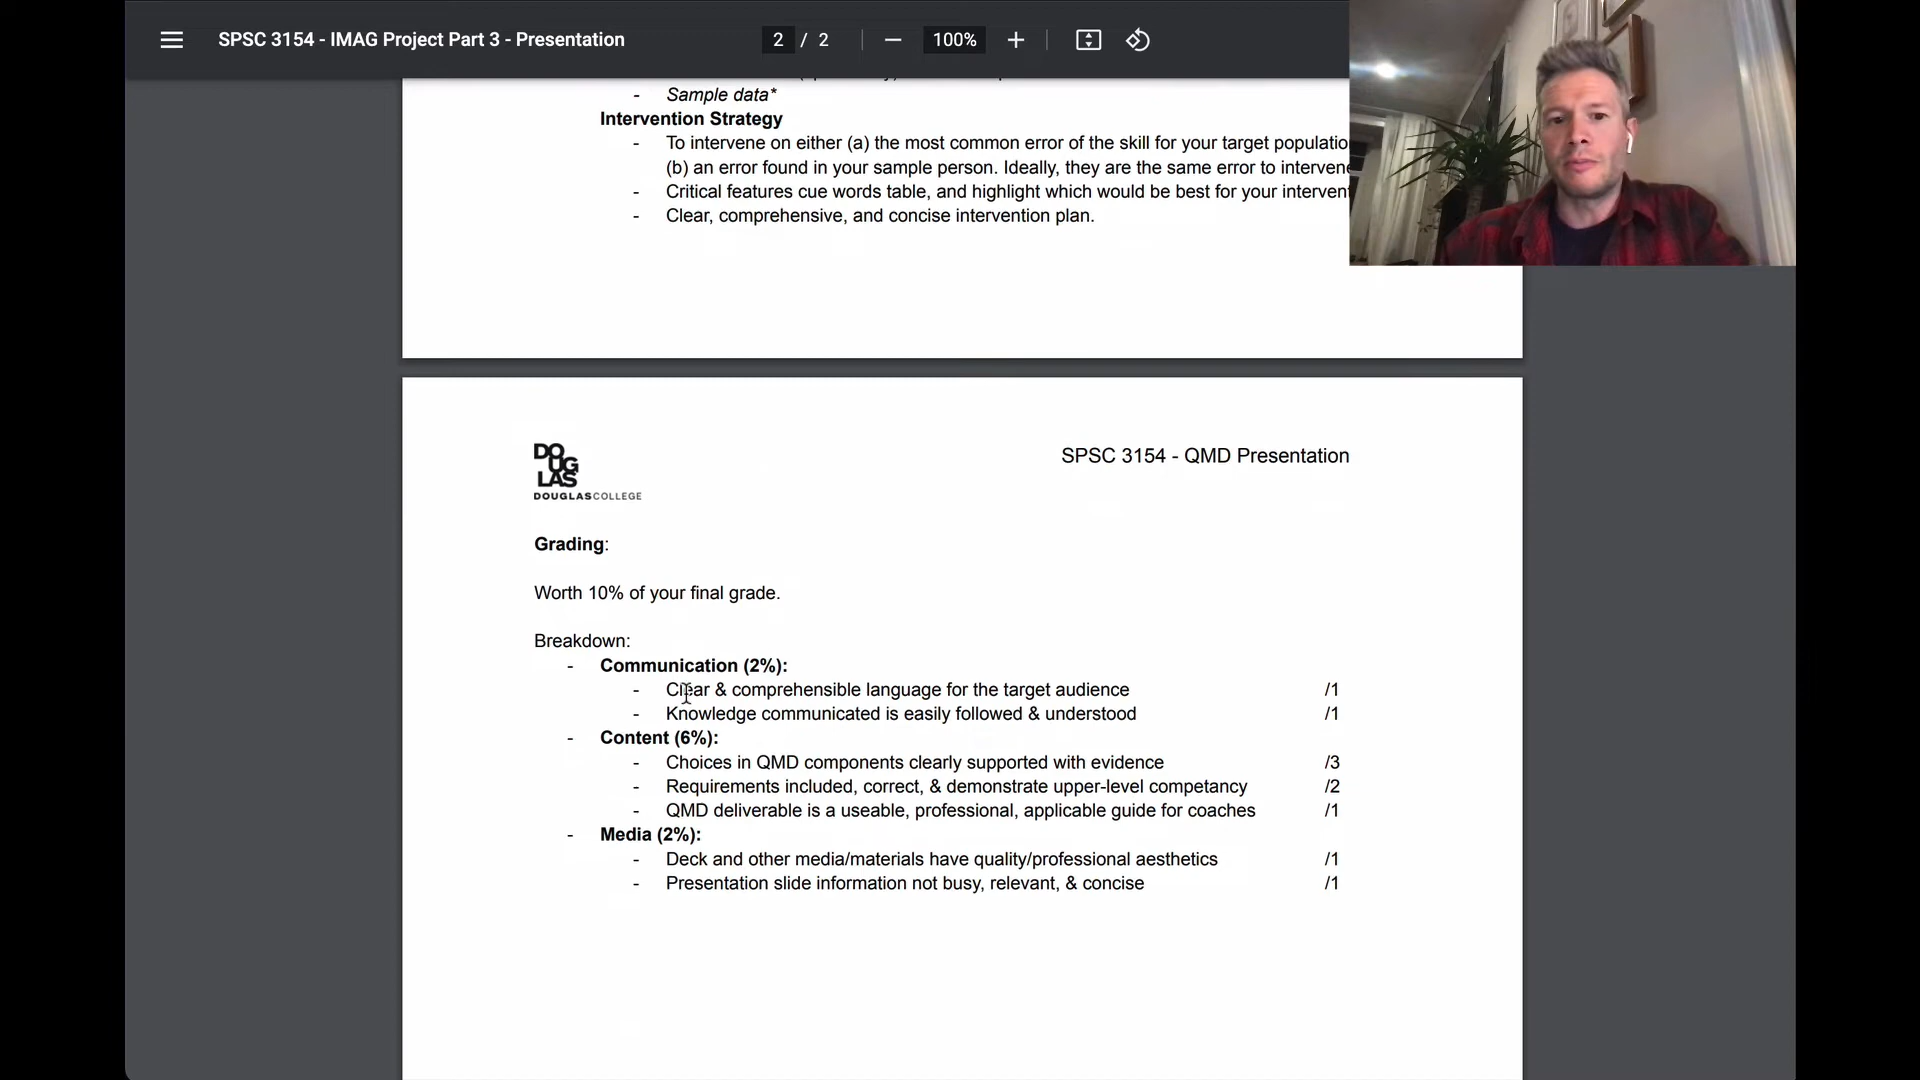 SPSC 3154 - IMAG Project Part 3 - Presentation
2 / 2
100%
- Sample data*
Intervention Strategy
- To intervene on either (a) the most common error of the skill for your target populatio
(b) an error found in your sample person. Ideally, they are the same error to intervene
- Critical features cue words table, and highlight which would be best for your interven
- Clear, comprehensive, and concise intervention plan.
DO
UG
LAS
DOUGLASCOLLEGE
SPSC 3154 - QMD Presentation
Grading:
Worth 10% of your final grade.
Breakdown:
- Communication (2%):
- Clear & comprehensible language for the target audience /1
- Knowledge communicated is easily followed & understood /1
- Content (6%):
- Choices in QMD components clearly supported with evidence /3
- Requirements included, correct, & demonstrate upper-level competancy /2
- QMD deliverable is a useable, professional, applicable guide for coaches /1
- Media (2%):
- Deck and other media/materials have quality/professional aesthetics /1
- Presentation slide information not busy, relevant, & concise /1